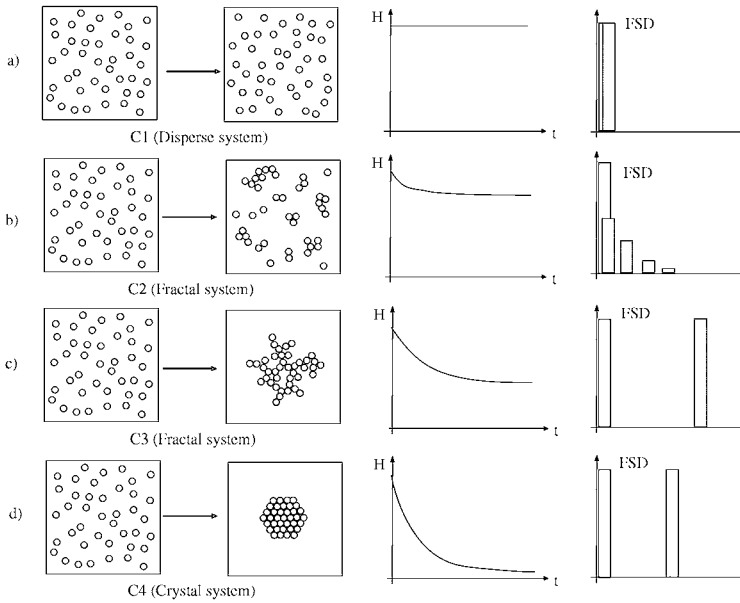 a)
H
t
FSD
C1 (Disperse system)
b)
H
t
FSD
C2 (Fractal system)
c)
H
t
FSD
C3 (Fractal system)
d)
H
t
FSD
C4 (Crystal system)